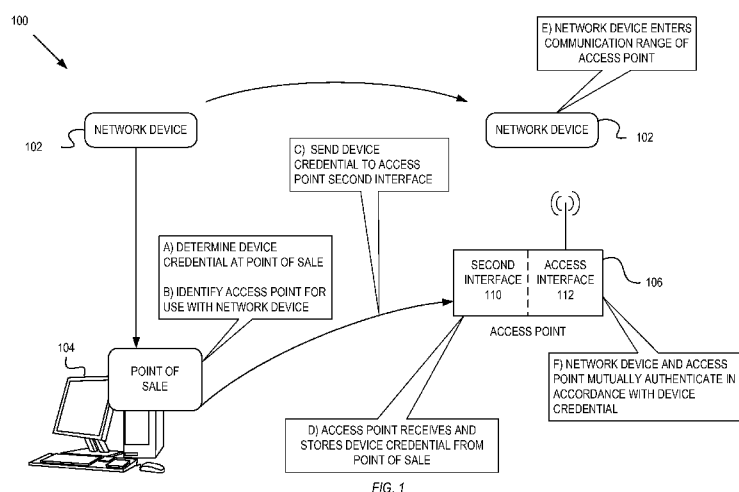 100
E) NETWORK DEVICE ENTERS
COMMUNICATION RANGE OF
ACCESS POINT
NETWORK DEVICE
102
NETWORK DEVICE
102
C) SEND DEVICE
CREDENTIAL TO ACCESS
POINT SECOND INTERFACE
A) DETERMINE DEVICE
CREDENTIAL AT POINT OF SALE
B) IDENTIFY ACCESS POINT FOR
USE WITH NETWORK DEVICE
SECOND
INTERFACE
110
ACCESS
INTERFACE
112
106
ACCESS POINT
104
POINT OF
SALE
F) NETWORK DEVICE AND ACCESS
POINT MUTUALLY AUTHENTICATE IN
ACCORDANCE WITH DEVICE
CREDENTIAL
D) ACCESS POINT RECEIVES AND
STORES DEVICE CREDENTIAL FROM
POINT OF SALE
FIG. 1